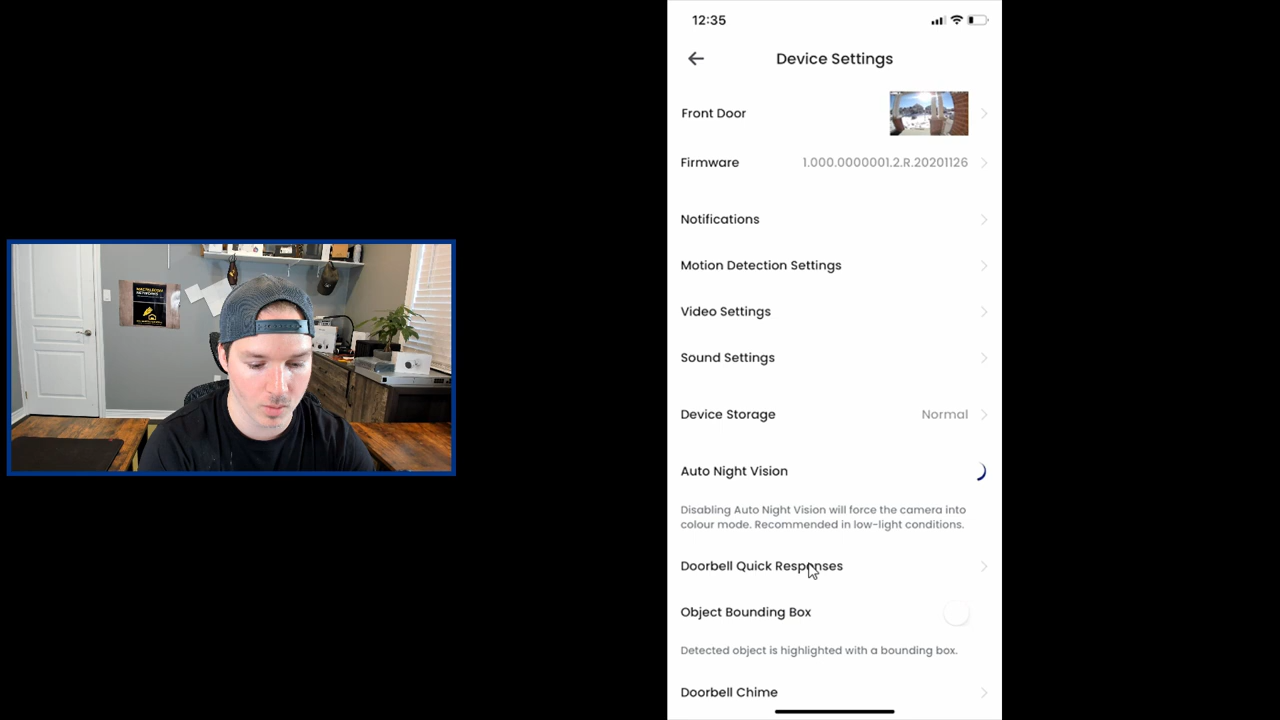 12:35
Device Settings
Front Door
Firmware 1.000.0000001.2.R.20201126
Notifications
Motion Detection Settings
Video Settings
Sound Settings
Device Storage Normal
Auto Night Vision
Disabling Auto Night Vision will force the camera into
colour mode. Recommended in low-light conditions.
Doorbell Quick Responses
Object Bounding Box
Detected object is highlighted with a bounding box.
Doorbell Chime